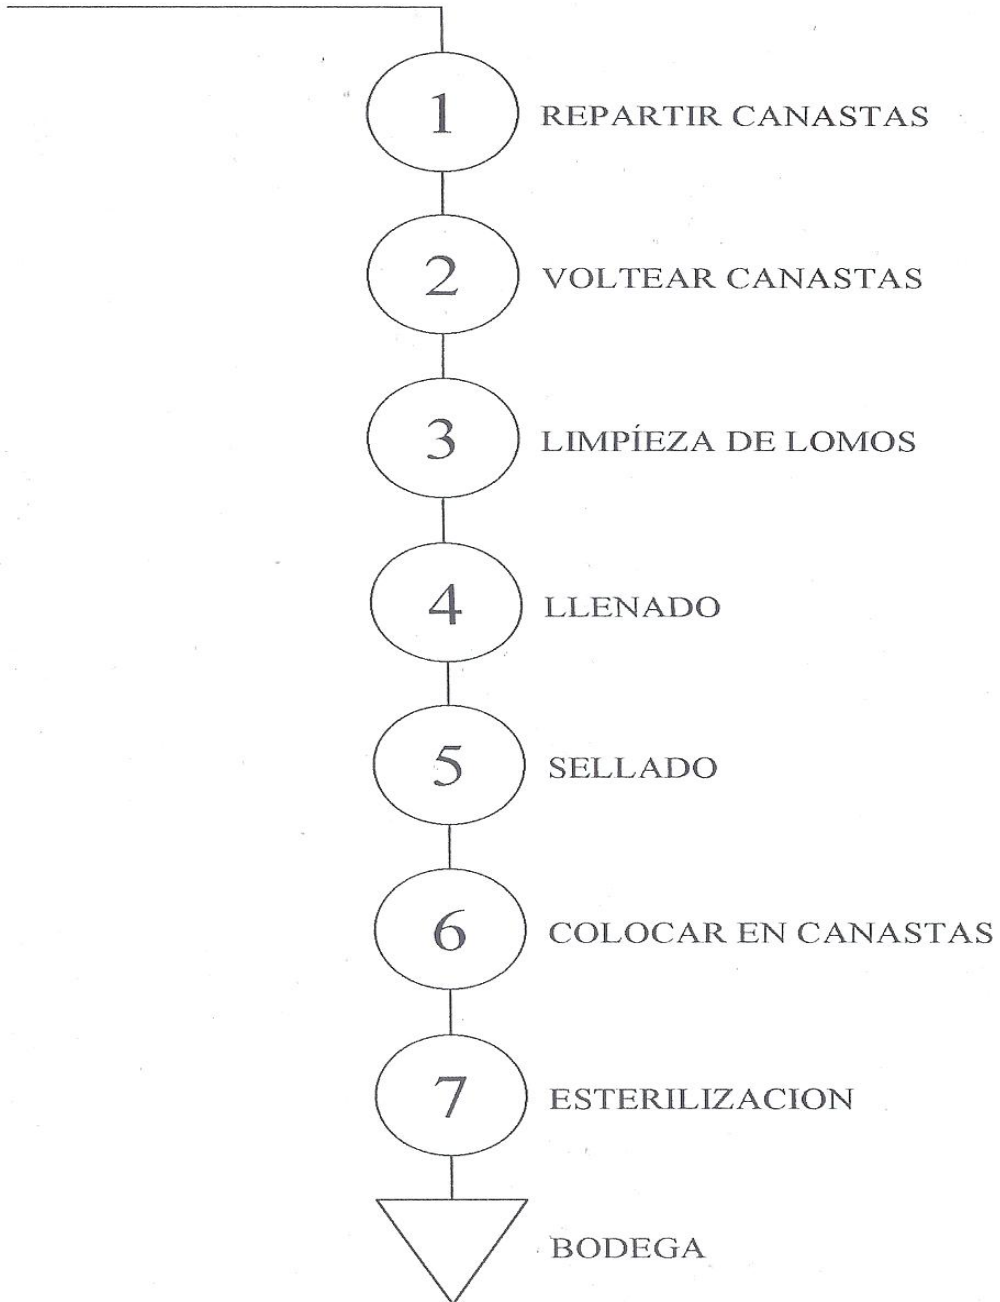 1 REPARTIR CANASTAS
2 VOLTEAR CANASTAS
3 LIMPÍEZA DE LOMOS
4 LLENADO
5 SELLADO
6 COLOCAR EN CANASTAS
7 ESTERILIZACION
BODEGA